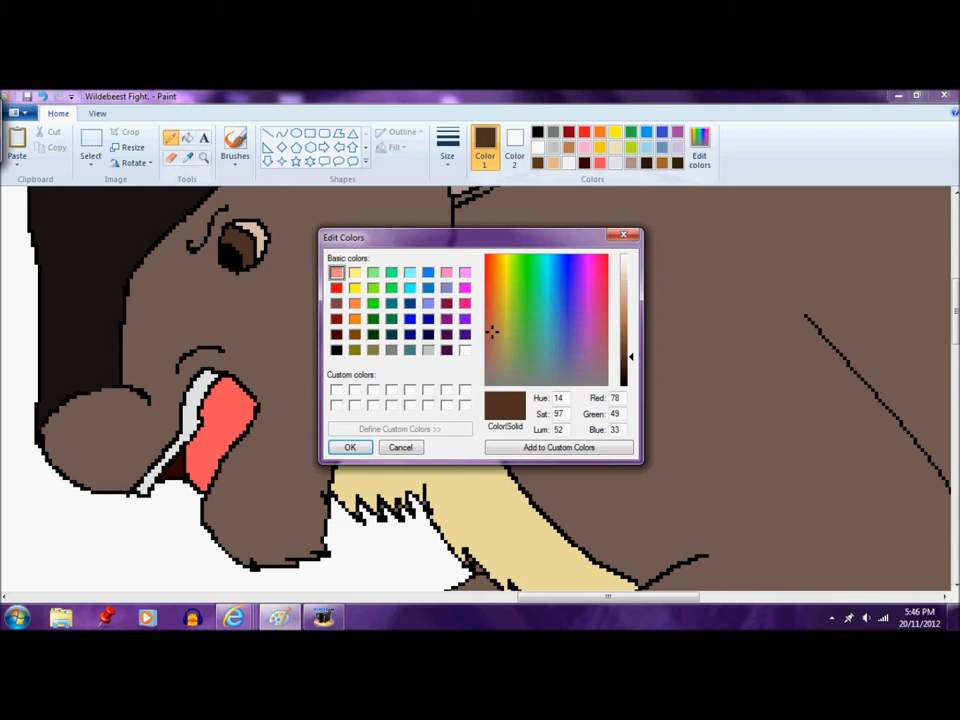 Wildebeest Fight. - Paint
Home View
Paste
Cut
Copy
Clipboard
Select
Crop
Resize
Rotate
Image
A
Tools
Brushes
Outline
Fill
Shapes
Size
Color 1
Color 2
Edit colors
Colors
Edit Colors
Basic colors:
Custom colors:
Define Custom Colors >>
OK Cancel
Color|Solid
Hue: 14 Red: 78
Sat: 97 Green: 49
Lum: 52 Blue: 33
Add to Custom Colors
5:46 PM
20/11/2012